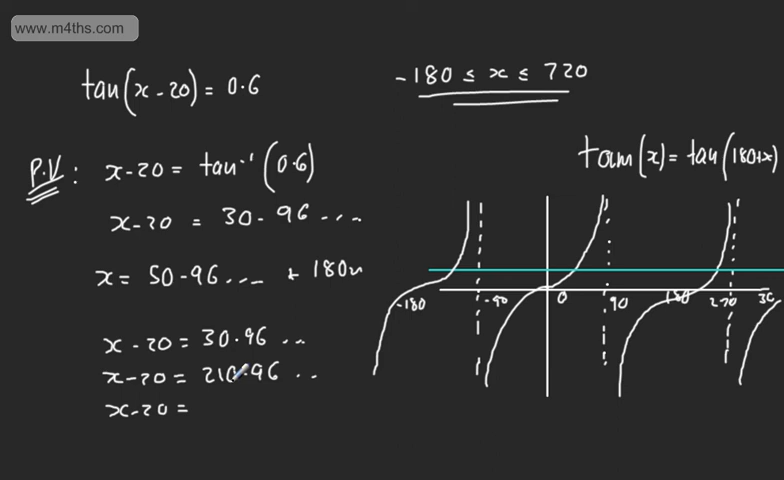 www.m4ths.com
tan(x-20)=0.6
-180 ≤ x ≤ 720
P.V: x-20 = tan⁻¹(0.6)
tan(x)=tan(180+x)
x-20 = 30.96....
x = 50.96.... + 180n
-180 -90 0 90 180 270
x-20 = 30.96 ..
x-20 = 210.96 ..
x-20 =